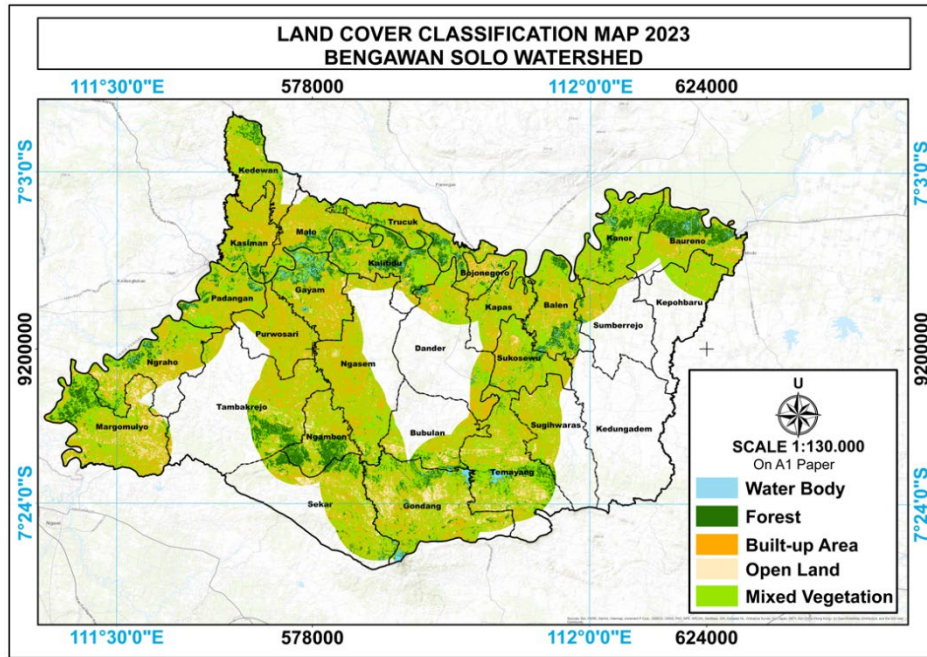 LAND COVER CLASSIFICATION MAP 2023
BENGAWAN SOLO WATERSHED
111°30'0"E 578000 112°0'0"E 624000
7°3'0"S 7°3'0"S
Kedewan
Trucuk
Malo
Kasiman
Kanor
Baureno
Kalitidu
Bojonegoro
Gayam
Padangan
Kapas
Balen
Kepohbaru
Purwosari
Sumberrejo
9200000 9200000
Dander
Ngraho
Ngasem
Sukosewu
Tambakrejo
Margomulyo
Ngambon
Bubulan
Sugihwaras
Kedungadem
Temayang
Sekar
Gondang
7°24'0"S 7°24'0"S
U
SCALE 1:130.000
On A1 Paper
Water Body
Forest
Built-up Area
Open Land
Mixed Vegetation
111°30'0"E 578000 112°0'0"E 624000